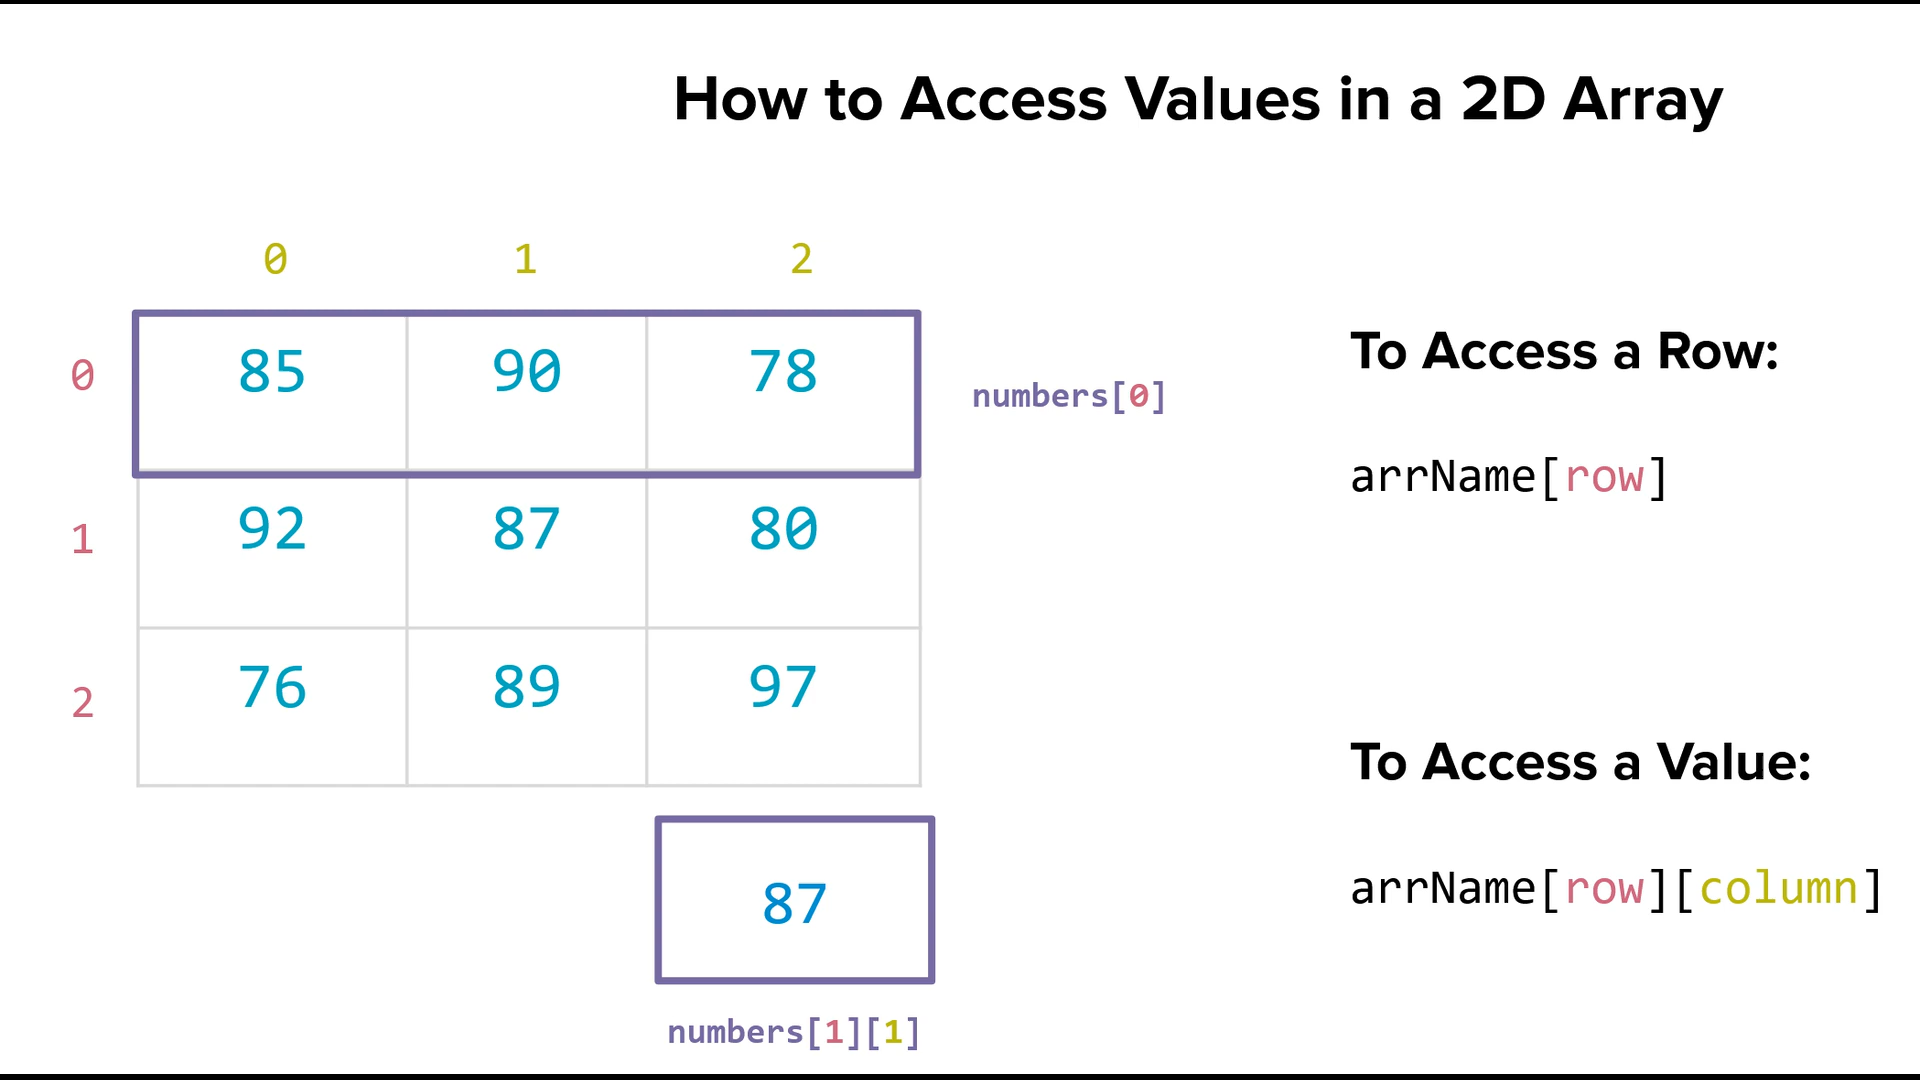 How to Access Values in a 2D Array
0 1 2
0 85 90 78
numbers[0]
1 92 87 80
2 76 89 97
87
numbers[1][1]
To Access a Row:
arrName[row]
To Access a Value:
arrName[row][column]